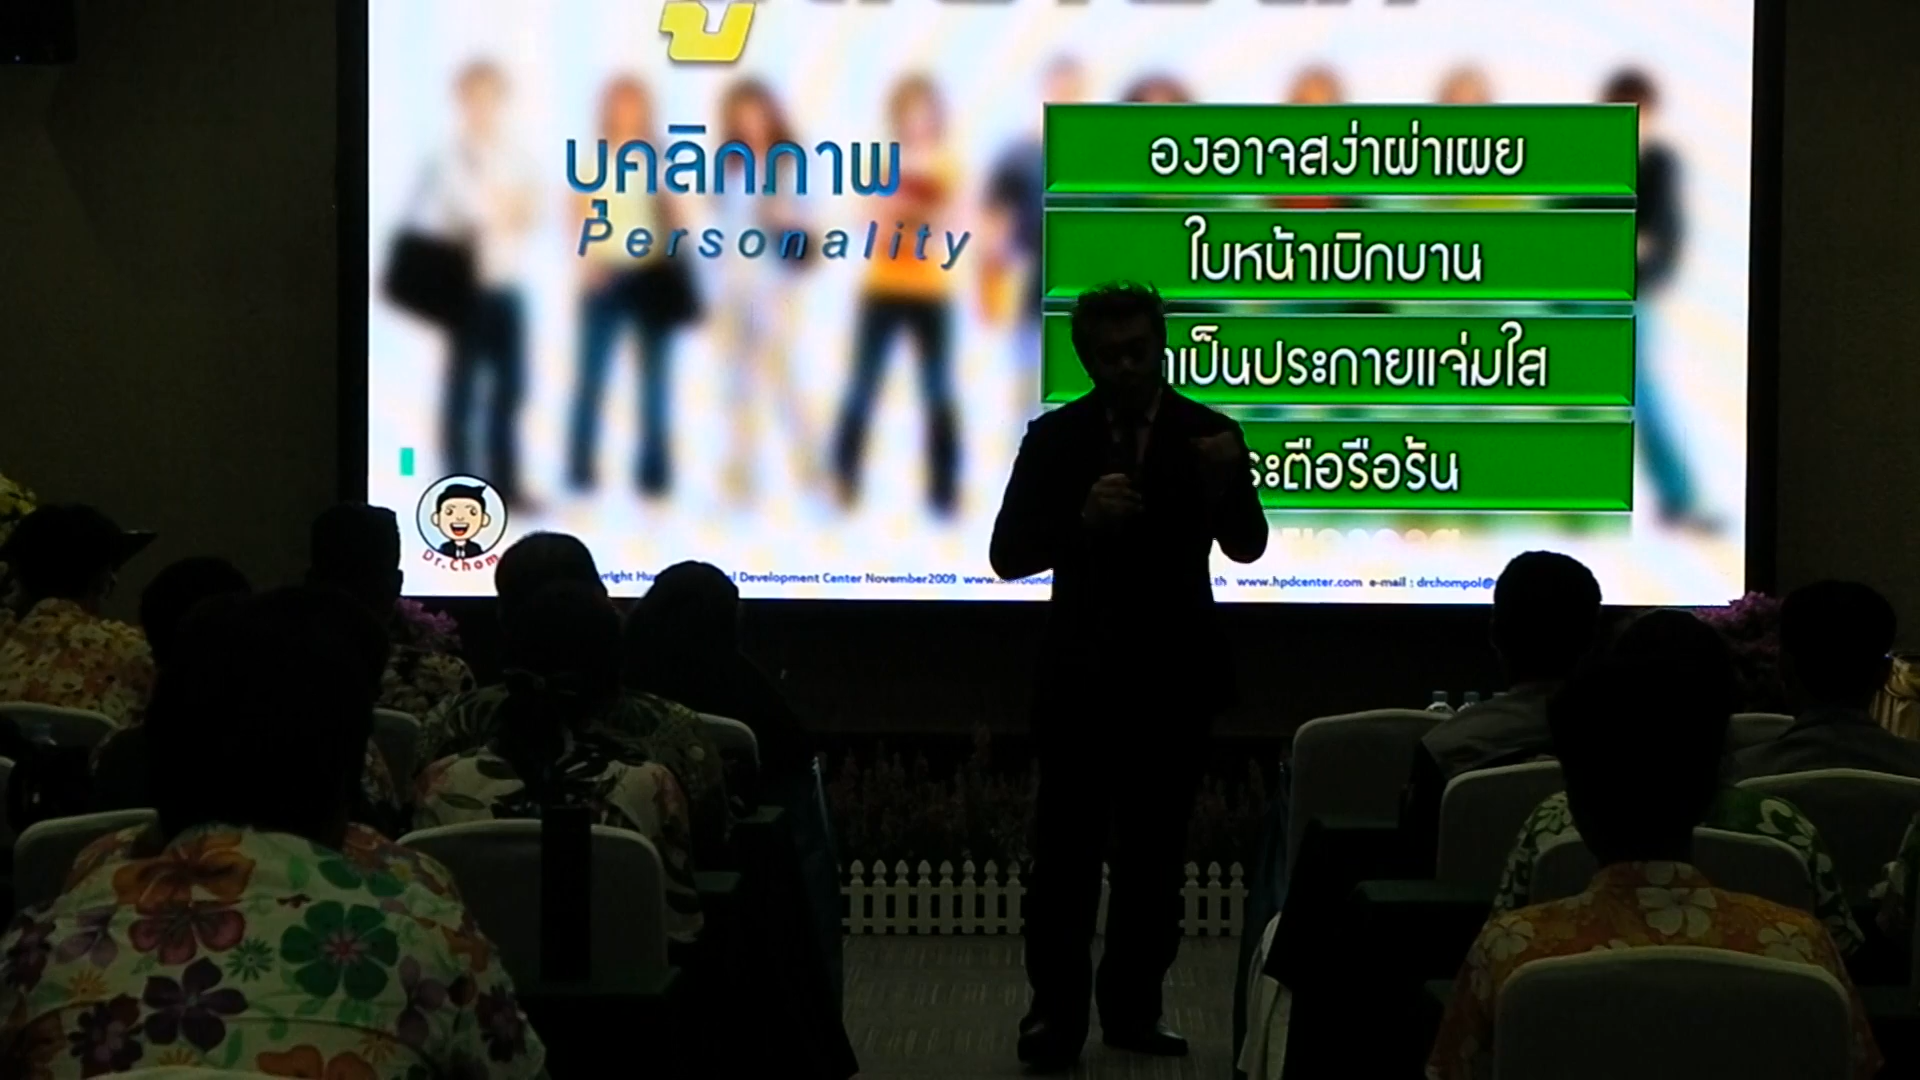 บุคลิกภาพ
Personality
องอาจสง่าผ่าเผย
ใบหน้าเบิกบาน
เป็นประกายแจ่มใส
ระตือรือร้น
Dr.Chom
Development Center November2009 www. www.hpdcenter.com e-mail : drchompol@